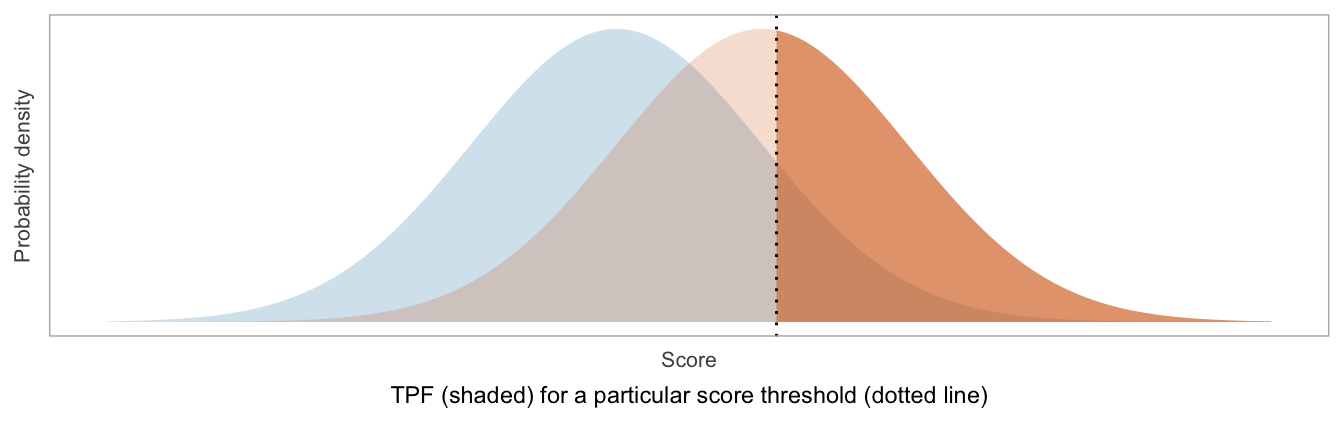 Probability density
Score
TPF (shaded) for a particular score threshold (dotted line)